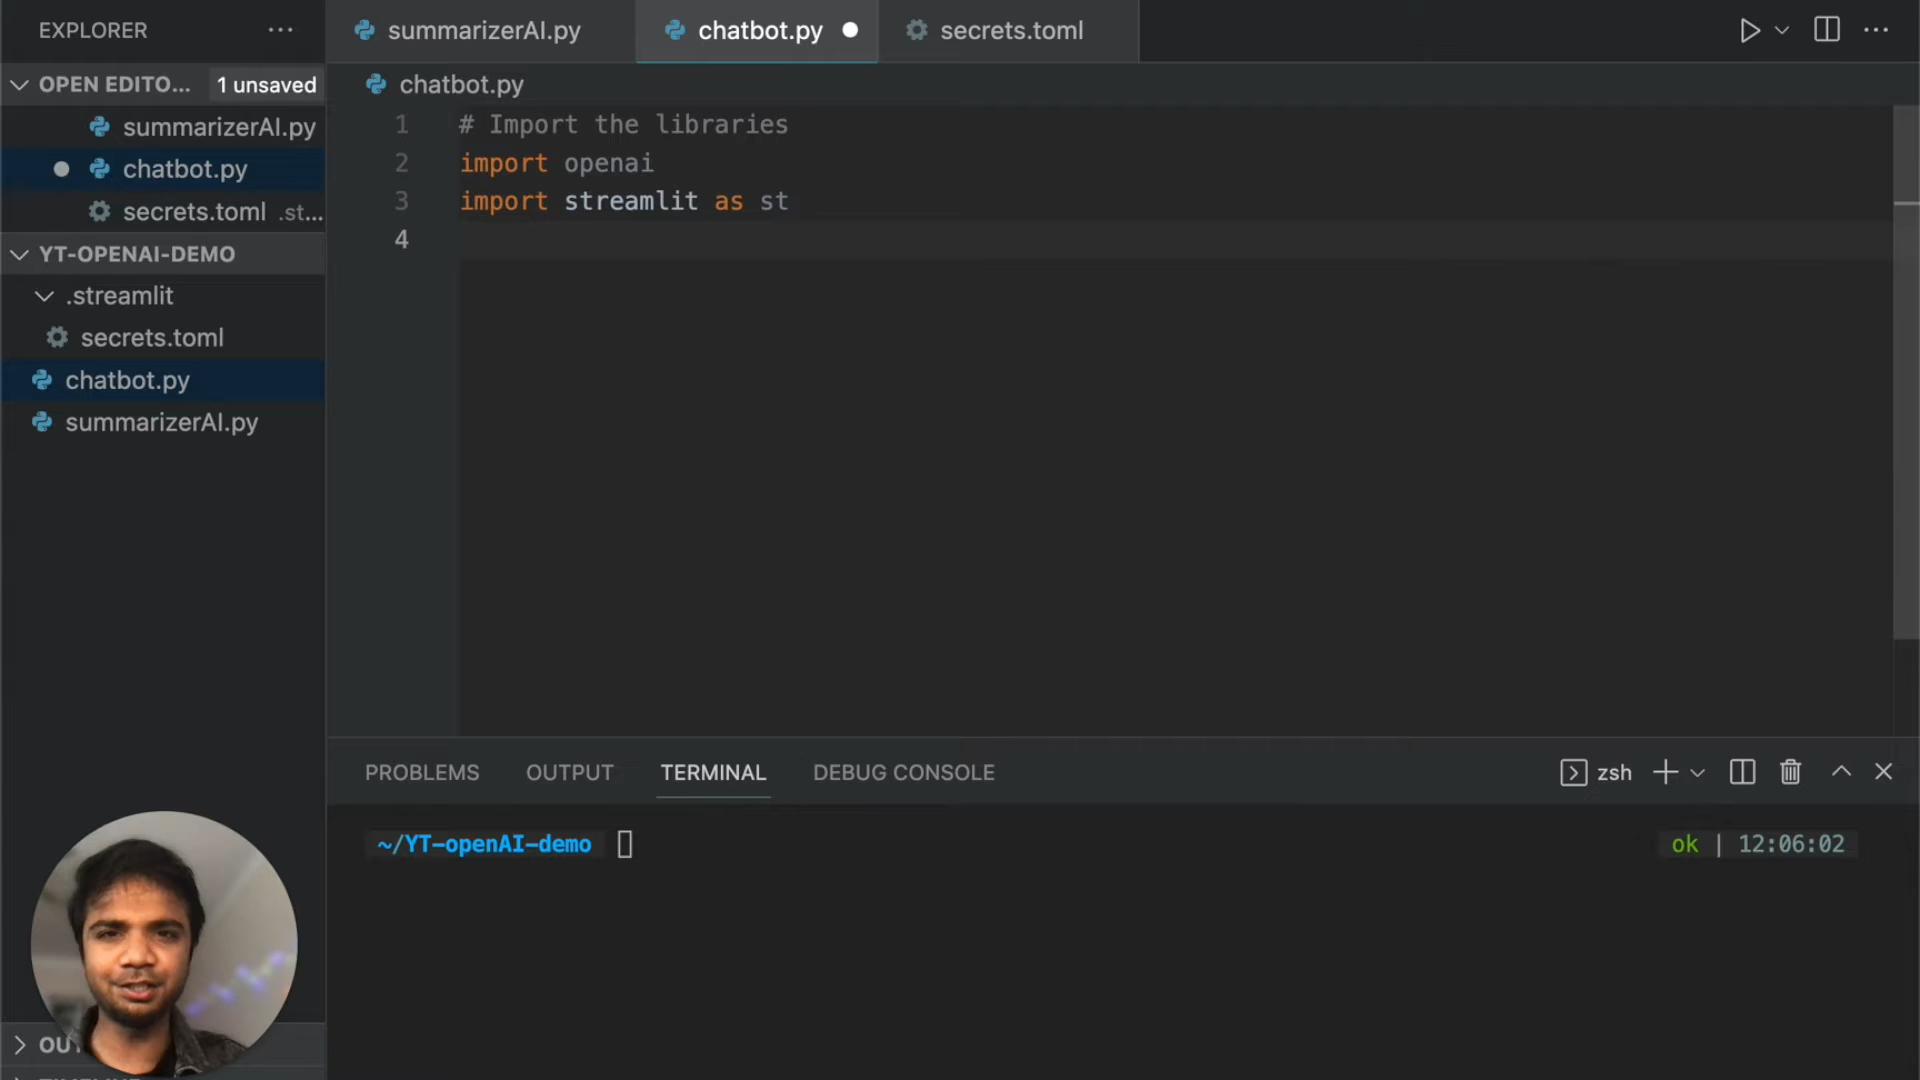 EXPLORER
summarizerAI.py
chatbot.py
secrets.toml
OPEN EDITO... 1 unsaved
summarizerAI.py
chatbot.py
secrets.toml .st...
YT-OPENAI-DEMO
.streamlit
secrets.toml
chatbot.py
summarizerAI.py
chatbot.py
1 # Import the libraries
2 import openai
3 import streamlit as st
4
PROBLEMS OUTPUT TERMINAL DEBUG CONSOLE
zsh
~/YT-openAI-demo
ok | 12:06:02